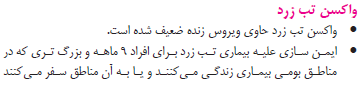 واکسن تب زرد
• واکسن تب زرد حاوی ویروس زنده ضعیف شده است.
• ایمن سازی علیه بیماری تب زرد برای افراد ۹ ماهه و بزرگ تری که در
مناطق بومی بیماری زندگی می‌کنند و یا به آن مناطق سفر می‌کنند